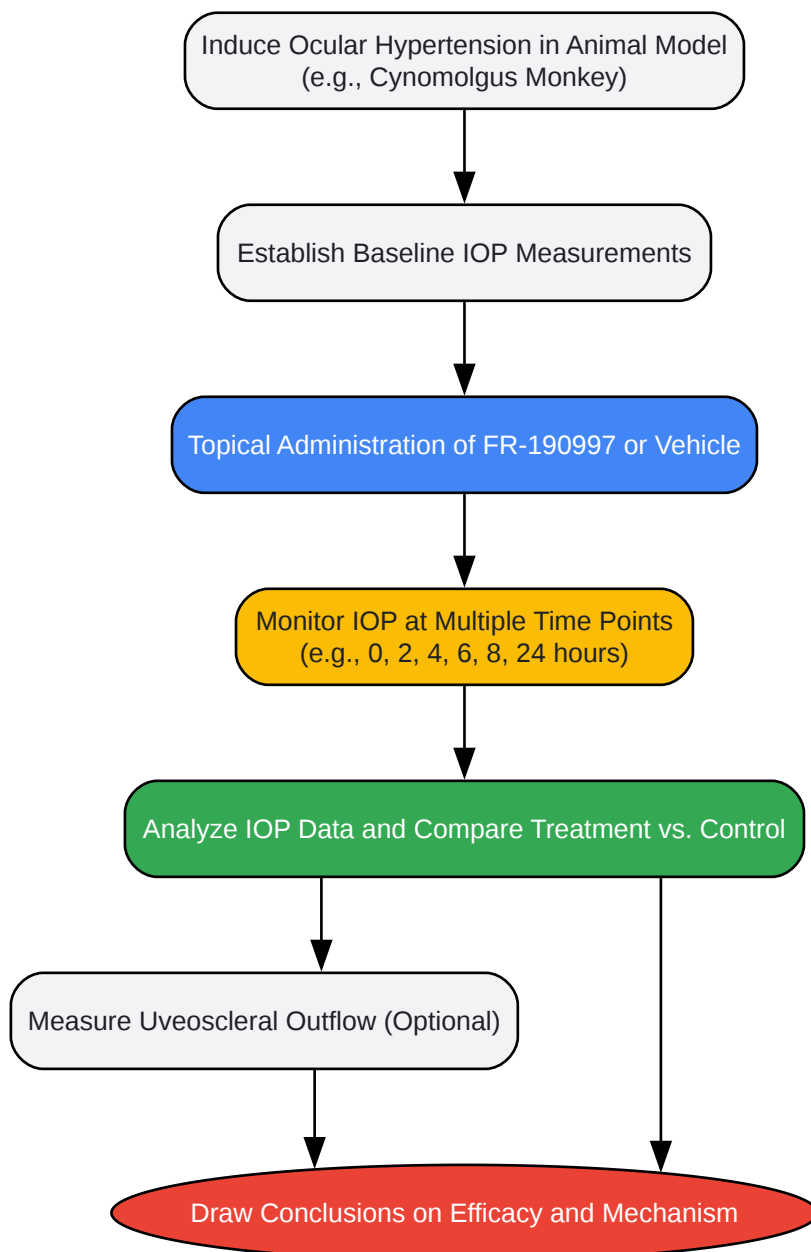 Induce Ocular Hypertension in Animal Model
(e.g., Cynomolgus Monkey)
Establish Baseline IOP Measurements
Topical Administration of FR-190997 or Vehicle
Monitor IOP at Multiple Time Points
(e.g., 0, 2, 4, 6, 8, 24 hours)
Analyze IOP Data and Compare Treatment vs. Control
Measure Uveoscleral Outflow (Optional)
Draw Conclusions on Efficacy and Mechanism